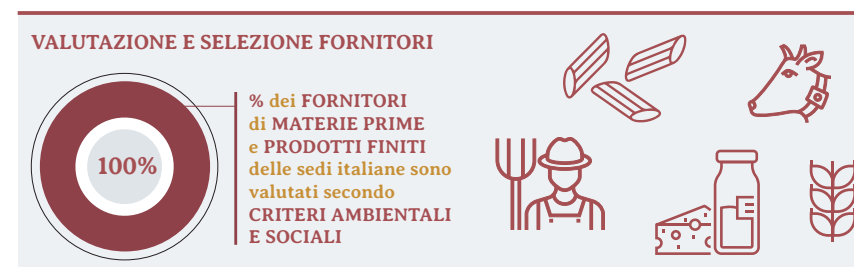 VALUTAZIONE E SELEZIONE FORNITORI
100%
% dei FORNITORI
di MATERIE PRIME
e PRODOTTI FINITI
delle sedi italiane sono
valutati secondo
CRITERI AMBIENTALI
E SOCIALI